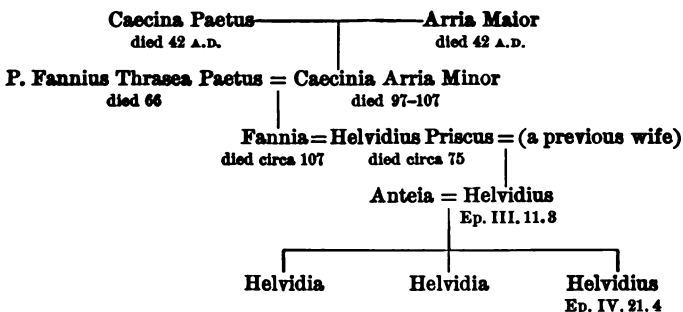 Caecina Paetus Arria Maior
died 42 A.D. died 42 A.D.
P. Fannius Thrasea Paetus = Caecinia Arria Minor
died 66 died 97-107
Fannia = Helvidius Priscus = (a previous wife)
died circa 107 died circa 75
Anteia = Helvidius
Ep. III. 11.3
Helvidia Helvidia Helvidius
Ep. IV. 21.4